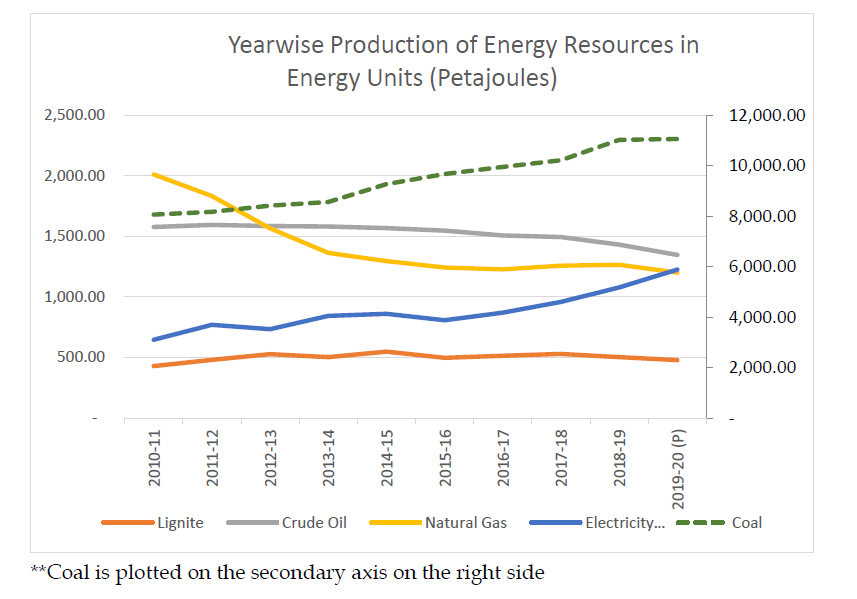 Yearwise Production of Energy Resources in
Energy Units (Petajoules)
2,500.00
2,000.00
1,500.00
1,000.00
500.00
-
12,000.00
10,000.00
8,000.00
6,000.00
4,000.00
2,000.00
-
2010-11
2011-12
2012-13
2013-14
2014-15
2015-16
2016-17
2017-18
2018-19
2019-20 (P)
Lignite
Crude Oil
Natural Gas
Electricity...
Coal
**Coal is plotted on the secondary axis on the right side